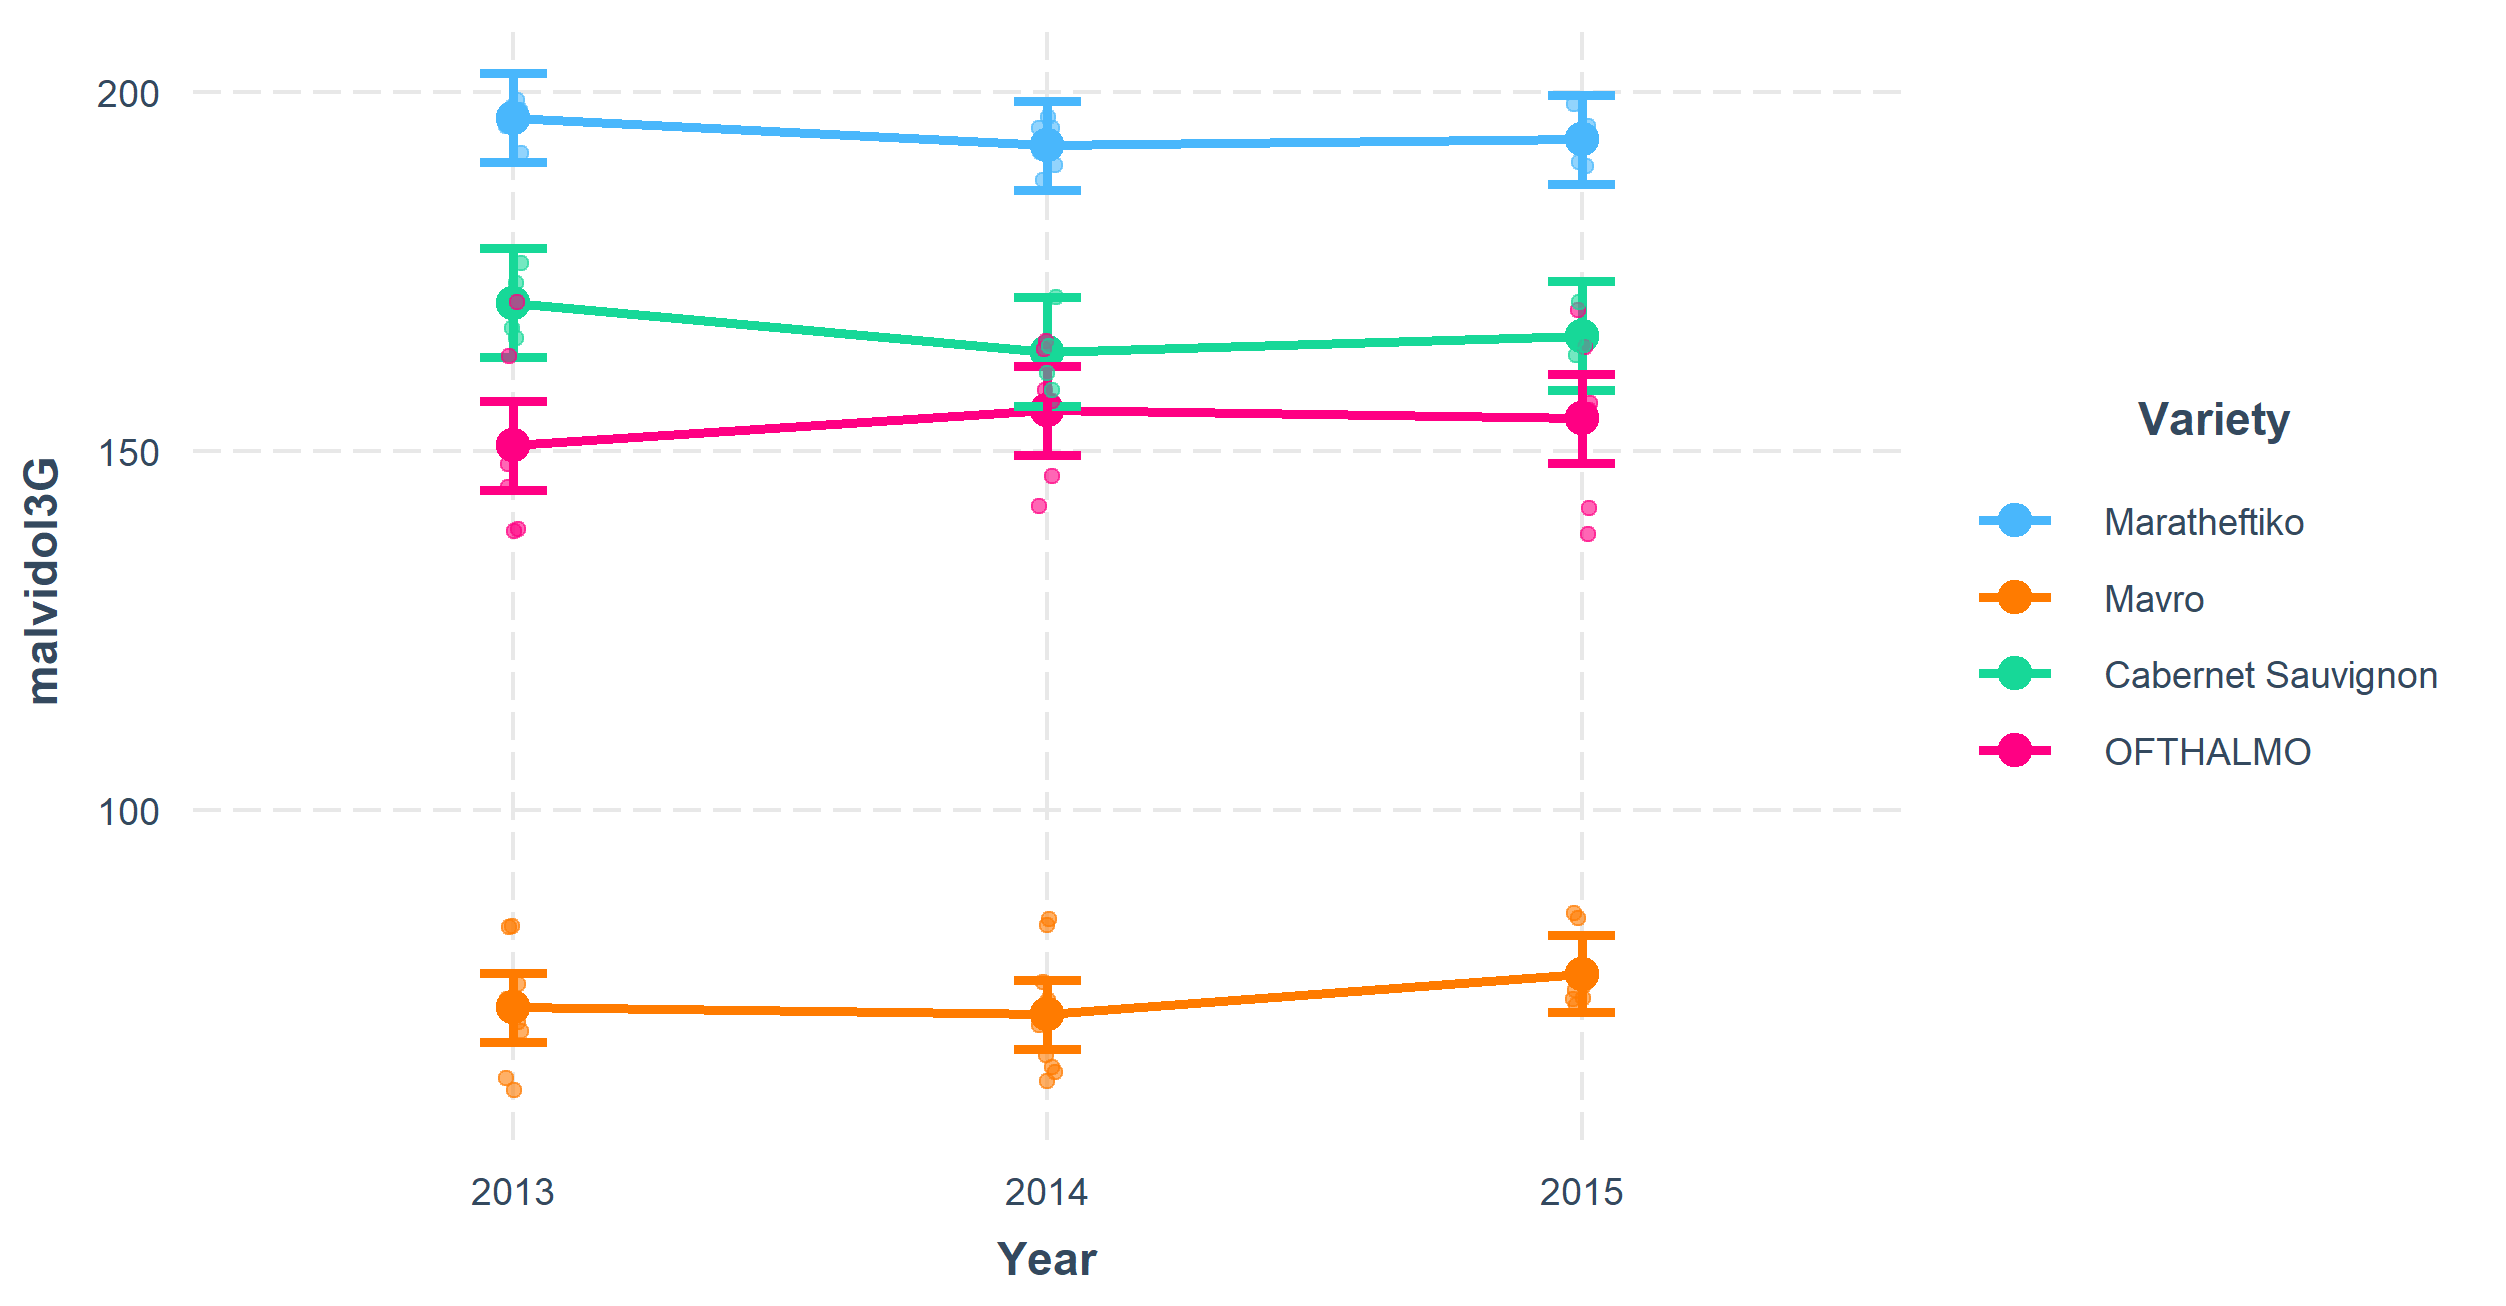 200
150
100
malvidol3G
2013
2014
2015
Year
Variety
Maratheftiko
Mavro
Cabernet Sauvignon
OFTHALMO